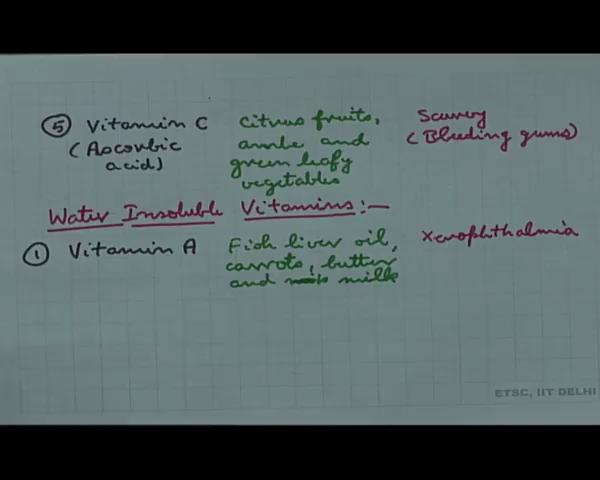 ⑤ Vitamin C citrus fruits, Scurvy
(Ascorbic amla and (Bleeding gums)
acid) green leafy
vegetables
Water Insoluble Vitamins :-
① Vitamin A Fish liver oil, Xerophthalmia
carrots, butter
and milk
ETSC, IIT DELHI